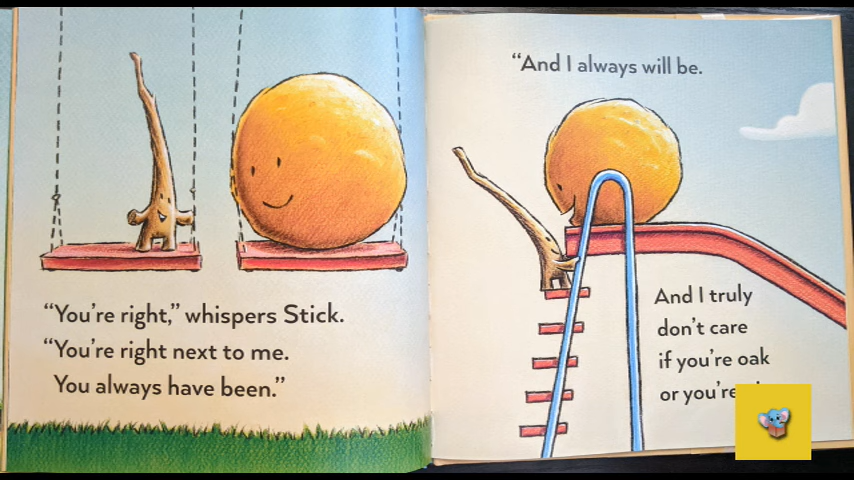 “You’re right,” whispers Stick.
“You’re right next to me.
You always have been.”
“And I always will be.
And I truly
don’t care
if you’re oak
or you’re